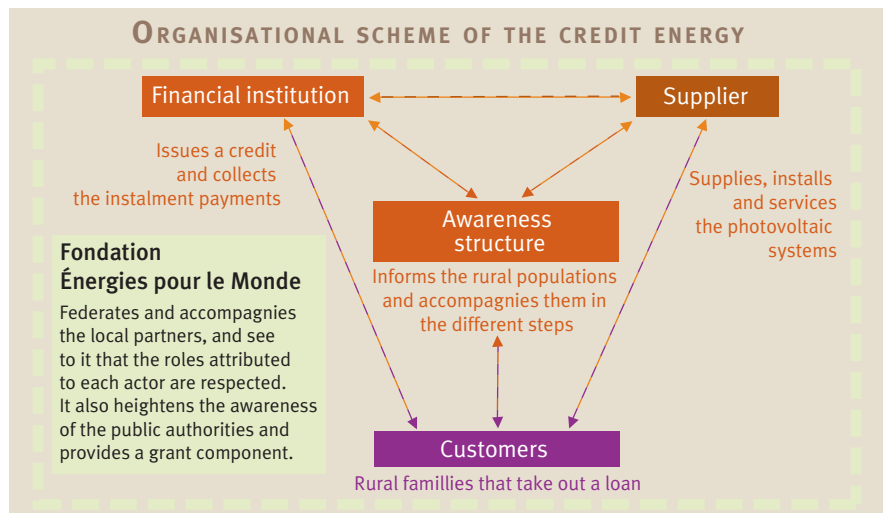 ORGANISATIONAL SCHEME OF THE CREDIT ENERGY
Financial institution
Supplier
Issues a credit
and collects
the instalment payments
Supplies, installs
and services
the photovoltaic
systems
Awareness
structure
Informs the rural populations
and accompagnies them in
the different steps
Fondation
Énergies pour le Monde
Federates and accompagnies
the local partners, and see
to it that the roles attributed
to each actor are respected.
It also heightens the awareness
of the public authorities and
provides a grant component.
Customers
Rural famillies that take out a loan